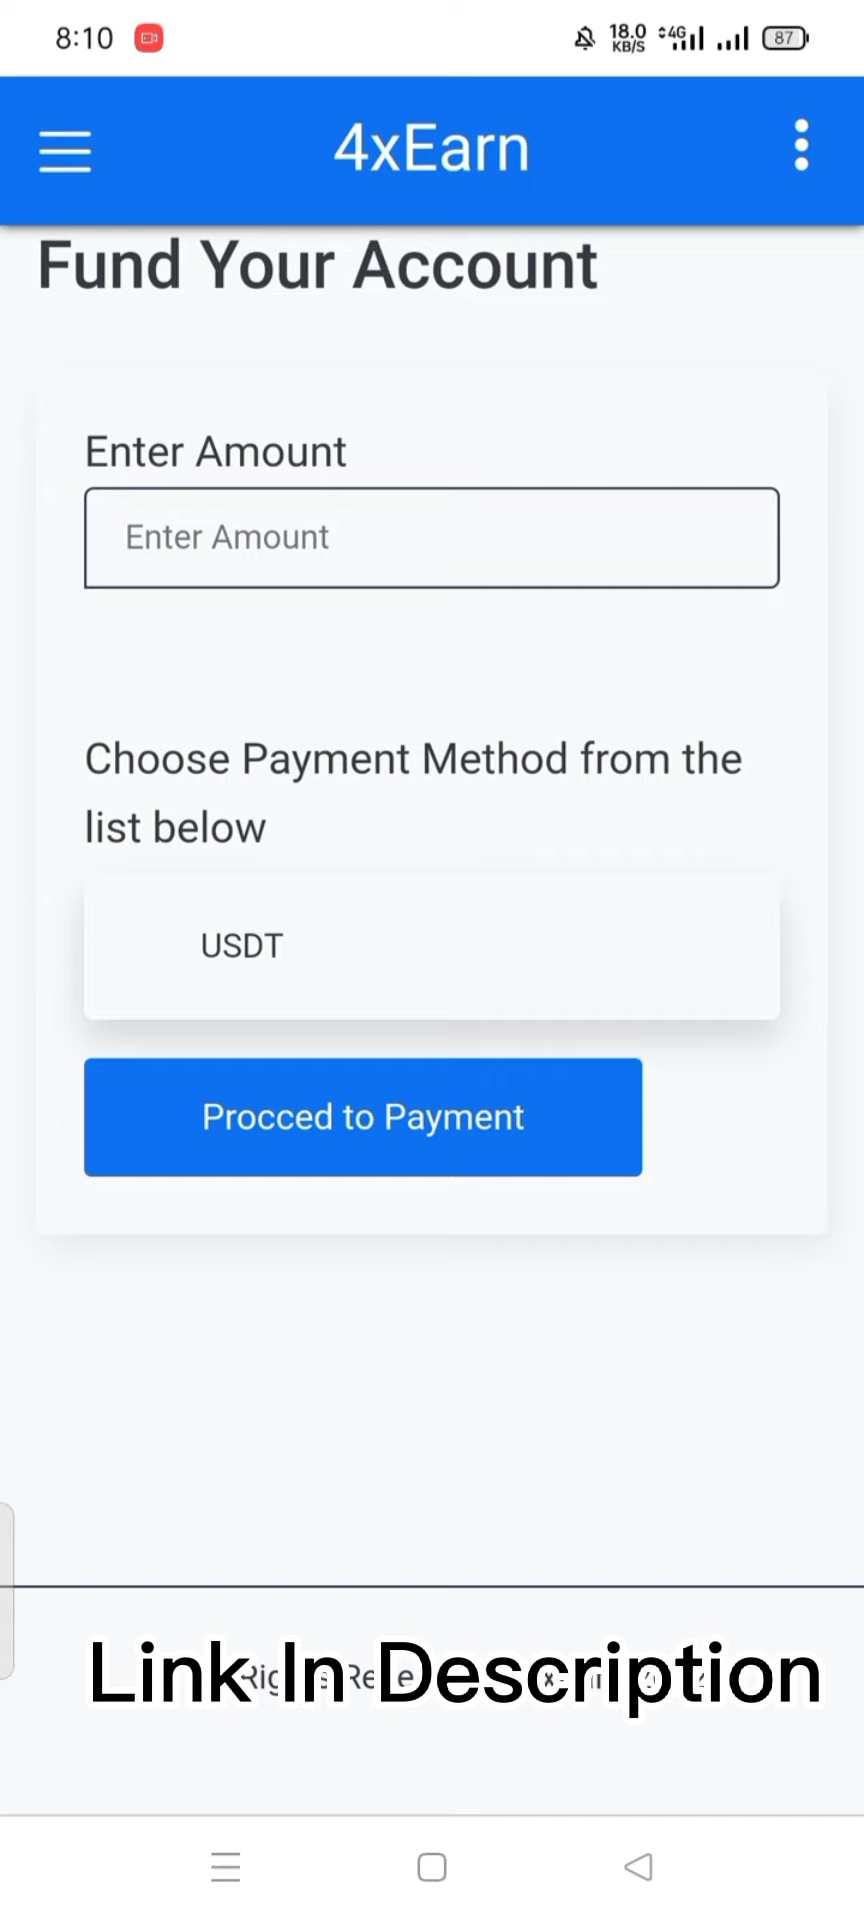 8:10
18.0
KB/S
4G
87
4xEarn
Fund Your Account
Enter Amount
Enter Amount
Choose Payment Method from the
list below
USDT
Procced to Payment
Link In Description